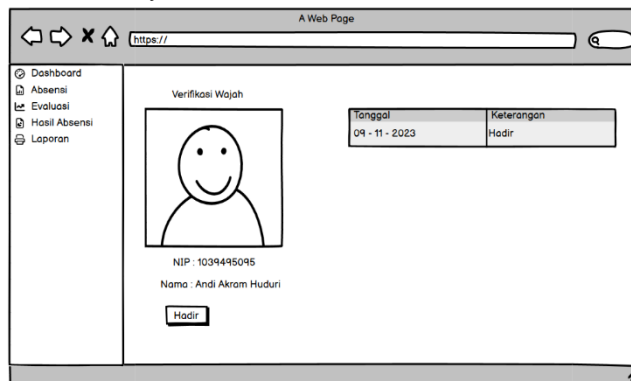 A Web Page
https://
Dashboard
Absensi
Evaluasi
Hasil Absensi
Laporan
Verifikasi Wajah
NIP : 1039495095
Nama : Andi Akram Huduri
Hadir
Tanggal Keterangan
09 - 11 - 2023 Hadir